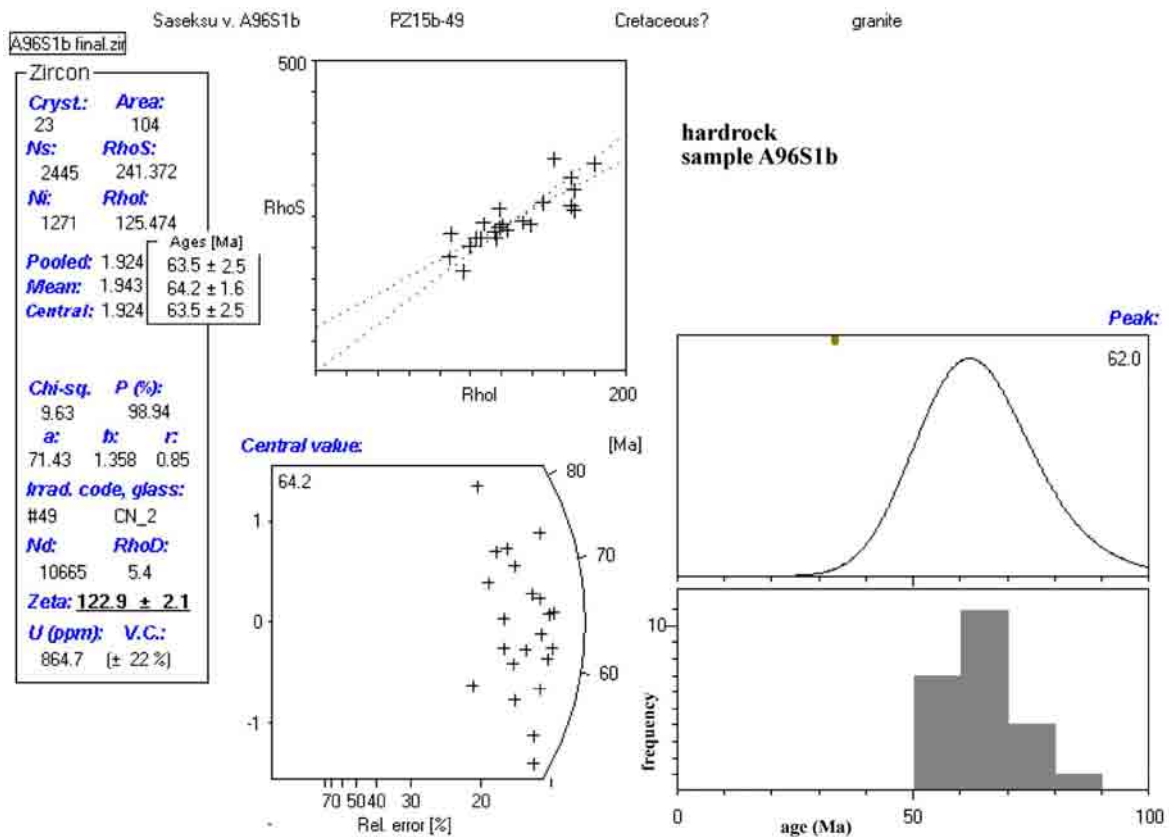 Saseksu v. A96S1b PZ15b-49 Cretaceous? granite
A96S1b final.zir
Zircon
Cryst.: Area:
23 104
Ns: RhoS:
2445 241.372
Ni: RhoI:
1271 125.474
Ages [Ma]
Pooled: 1.924 63.5 ± 2.5
Mean: 1.943 64.2 ± 1.6
Central: 1.924 63.5 ± 2.5
Chi-sq. P (%):
9.63 98.94
a: b: r:
71.43 1.358 0.85
Irrad. code, glass:
#49 CN_2
Nd: RhoD:
10665 5.4
Zeta: 122.9 ± 2.1
U (ppm): V.C.:
864.7 (± 22 %)
500
RhoS
RhoI 200
hardrock
sample A96S1b
Central value: [Ma]
64.2
80
70
60
1
0
-1
70 50 40 30 20
Rel. error [%]
Peak:
62.0
10
frequency
0 50 100
age (Ma)